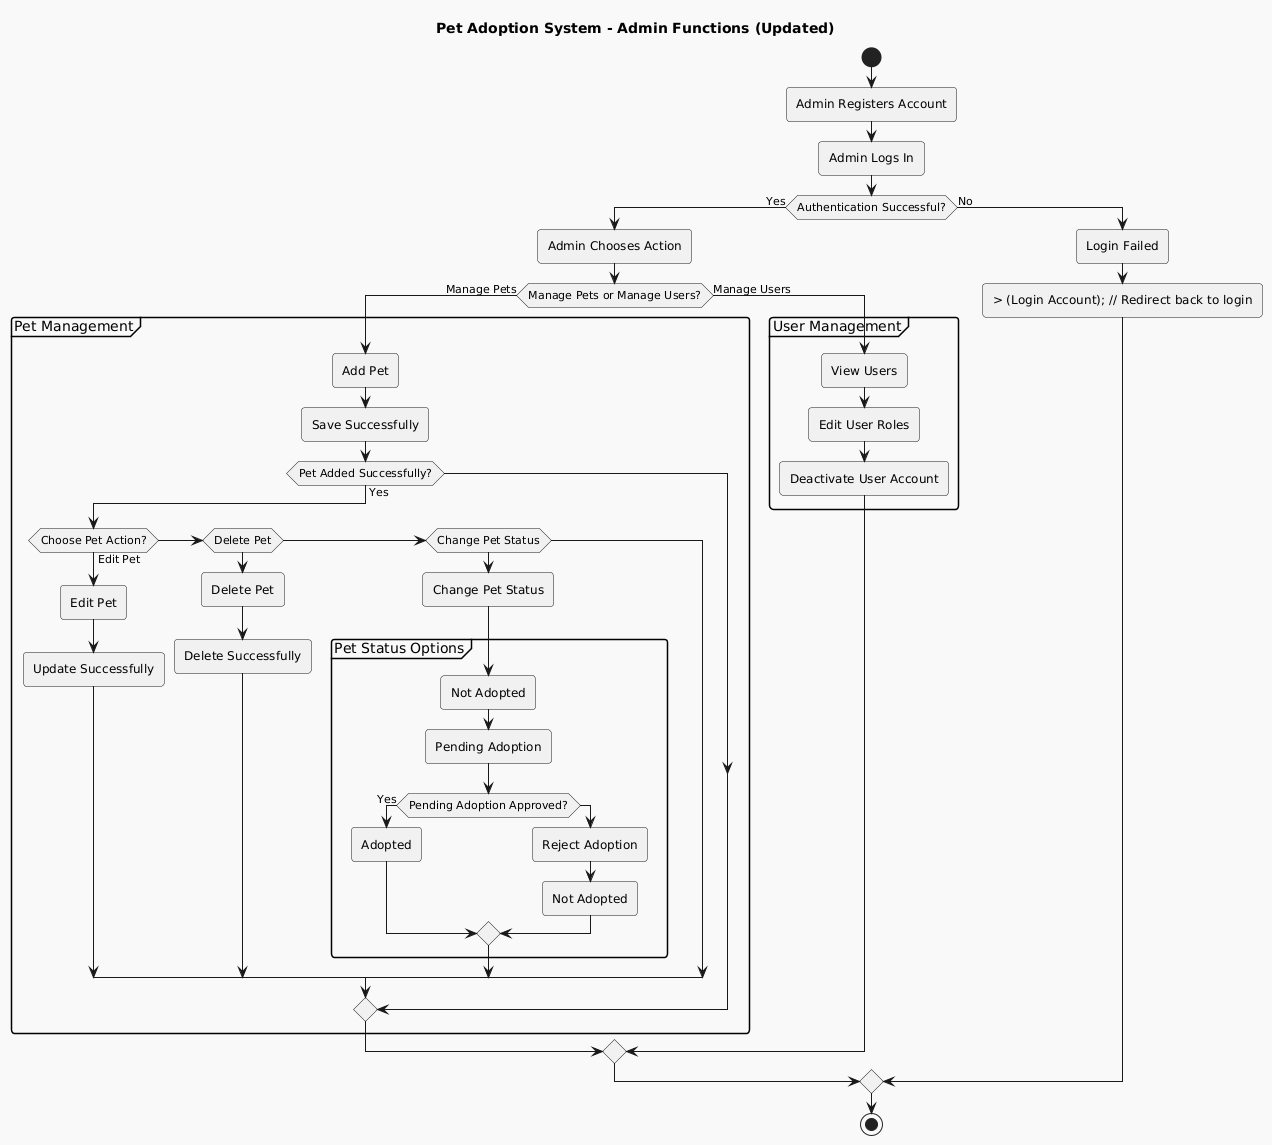 Pet Adoption System - Admin Functions (Updated)
Admin Registers Account
Admin Logs In
Yes
Authentication Successful?
No
Admin Chooses Action
Login Failed
Manage Pets
Manage Pets or Manage Users?
Manage Users
> (Login Account); // Redirect back to login
Pet Management
User Management
Add Pet
View Users
Save Successfully
Edit User Roles
Pet Added Successfully?
Deactivate User Account
Yes
Choose Pet Action?
Delete Pet
Change Pet Status
Edit Pet
Delete Pet
Change Pet Status
Edit Pet
Pet Status Options
Delete Successfully
Update Successfully
Not Adopted
Pending Adoption
Yes
Pending Adoption Approved?
Adopted
Reject Adoption
Not Adopted